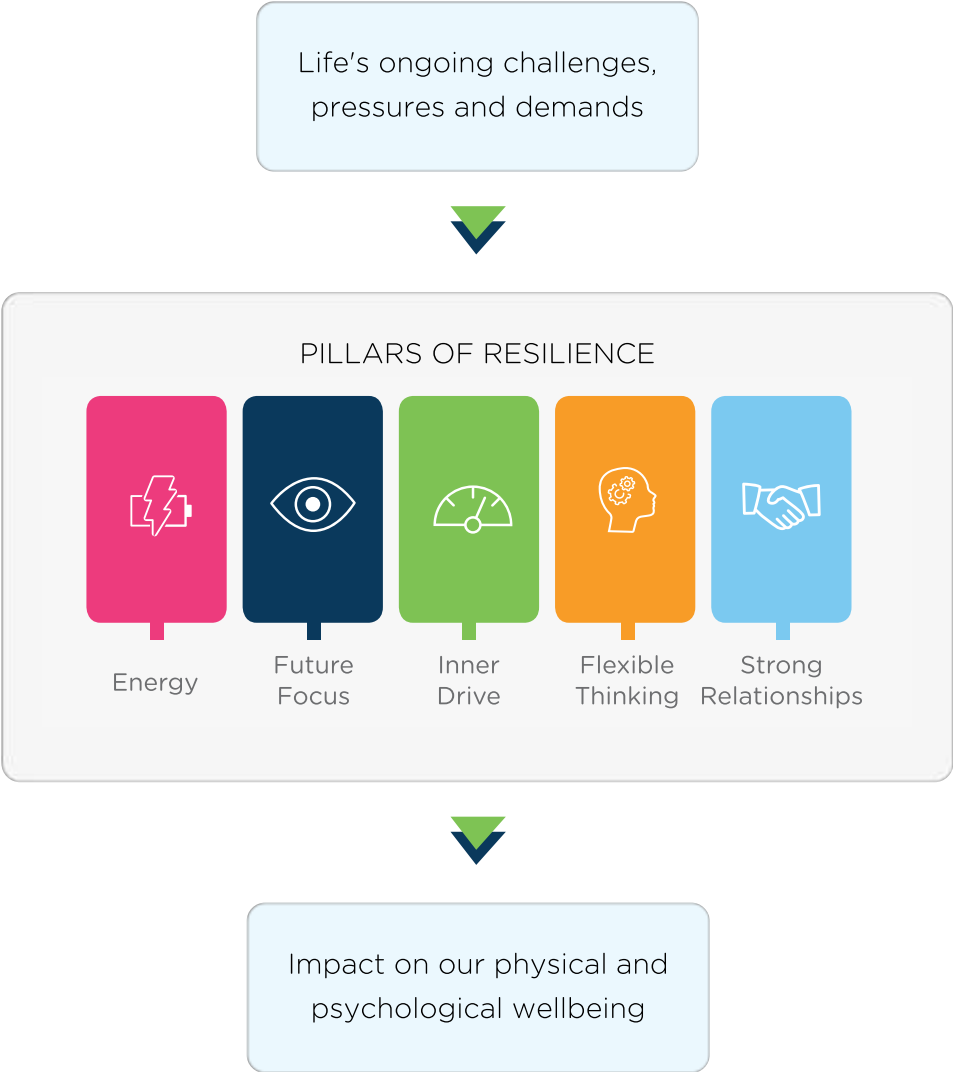 Life's ongoing challenges,
pressures and demands
PILLARS OF RESILIENCE
Energy
Future
Focus
Inner
Drive
Flexible
Thinking
Strong
Relationships
Impact on our physical and
psychological wellbeing